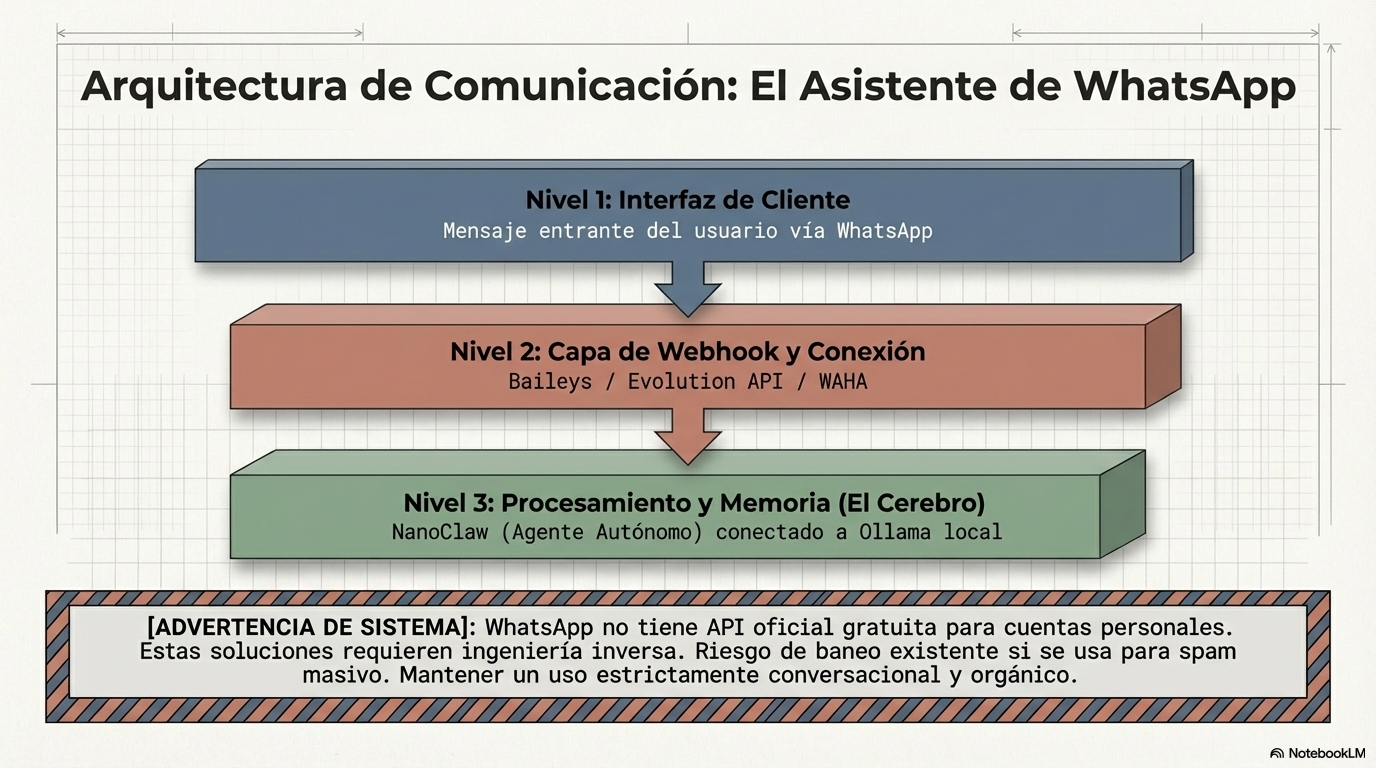 Arquitectura de Comunicación: El Asistente de WhatsApp
Nivel 1: Interfaz de Cliente
Mensaje entrante del usuario vía WhatsApp
Nivel 2: Capa de Webhook y Conexión
Baileys / Evolution API / WAHA
Nivel 3: Procesamiento y Memoria (El Cerebro)
NanoClaw (Agente Autónomo) conectado a Ollama local
[ADVERTENCIA DE SISTEMA]: WhatsApp no tiene API oficial gratuita para cuentas personales.
Estas soluciones requieren ingeniería inversa. Riesgo de baneo existente si se usa para spam
masivo. Mantener un uso estrictamente conversacional y orgánico.
NotebookLM